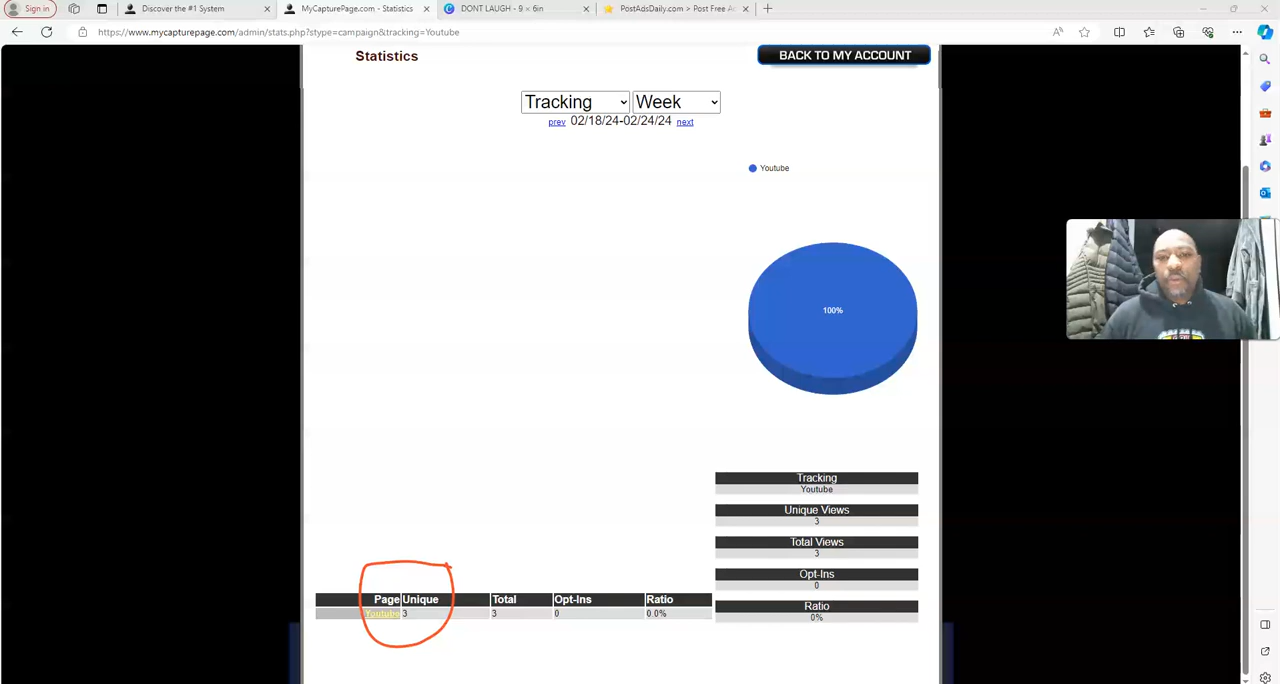 Sign in
Discover the #1 System
MyCapturePage.com - Statistics
DONT LAUGH - 9 × 6in
PostAdsDaily.com > Post Free Ac
https://www.mycapturepage.com/admin/stats.php?stype=campaign&tracking=Youtube
Statistics
BACK TO MY ACCOUNT
Tracking Week
prev 02/18/24-02/24/24 next
Youtube
100%
Tracking
Youtube
Unique Views
3
Total Views
3
Opt-Ins
0
Ratio
0%
Page Unique Total Opt-Ins Ratio
Youtube 3 3 0 0.0%